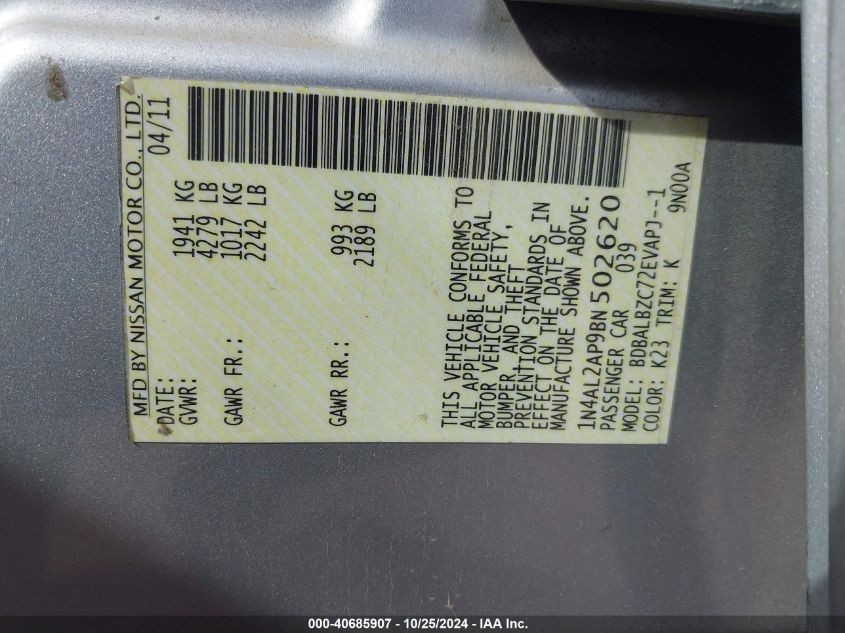 MFD BY NISSAN MOTOR CO., LTD.
DATE: 04/11
GVWR: 1941 KG
4279 LB
GAWR FR.: 1017 KG
2242 LB
GAWR RR.: 993 KG
2189 LB
THIS VEHICLE CONFORMS TO
ALL APPLICABLE FEDERAL
MOTOR VEHICLE SAFETY,
BUMPER, AND THEFT
PREVENTION STANDARDS IN
EFFECT ON THE DATE OF
MANUFACTURE SHOWN ABOVE.
1N4AL2AP9BN502620
PASSENGER CAR 039
MODEL: BDBALBZC72EVAPJ--1
COLOR: K23 TRIM: K 9N00A
000-40685907 - 10/25/2024 - IAA Inc.